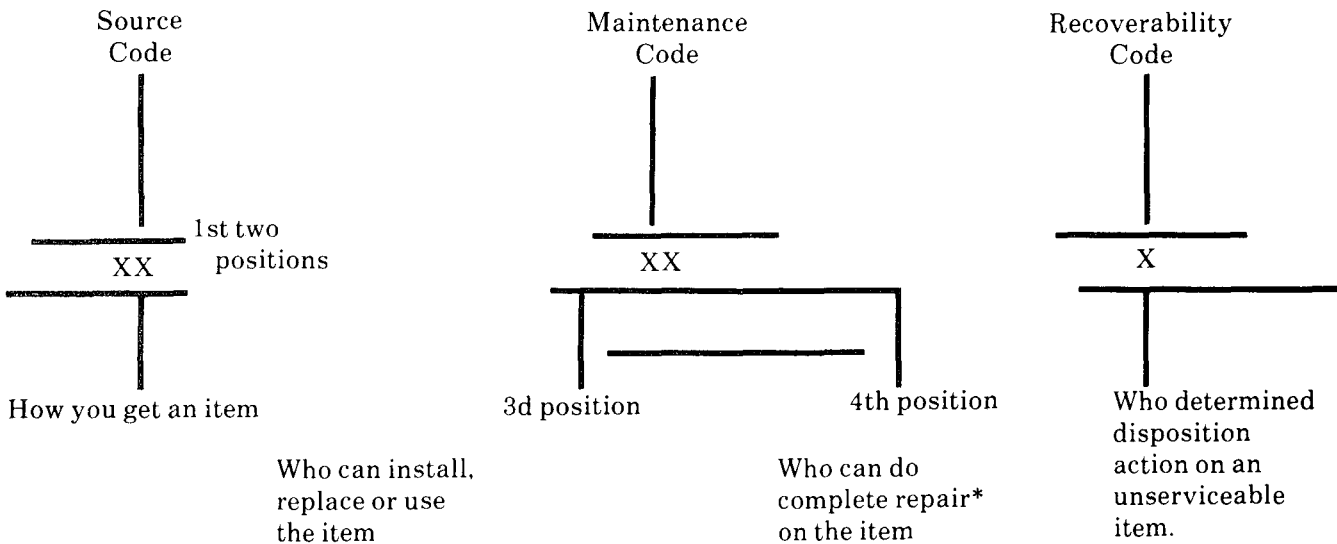 Source
Code
Maintenance
Code
Recoverability
Code
1st two
positions
XX
XX
X
How you get an item
3d position
4th position
Who determined
disposition
action on an
unserviceable
item.
Who can install,
replace or use
the item
Who can do
complete repair*
on the item